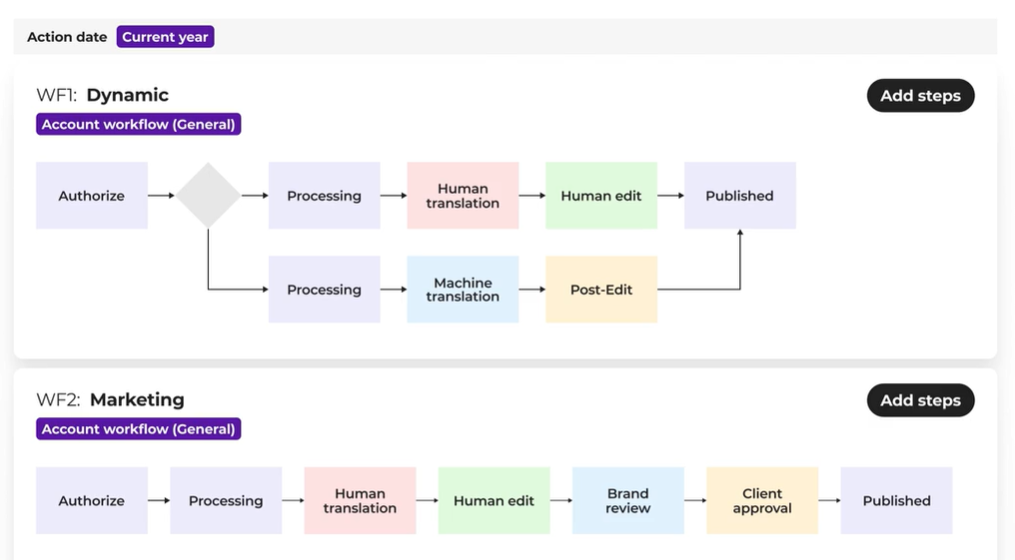 Action date Current year
WF1: Dynamic
Add steps
Account workflow (General)
Authorize
Processing
Human
translation
Human edit
Published
Processing
Machine
translation
Post-Edit
WF2: Marketing
Add steps
Account workflow (General)
Authorize
Processing
Human
translation
Human edit
Brand
review
Client
approval
Published